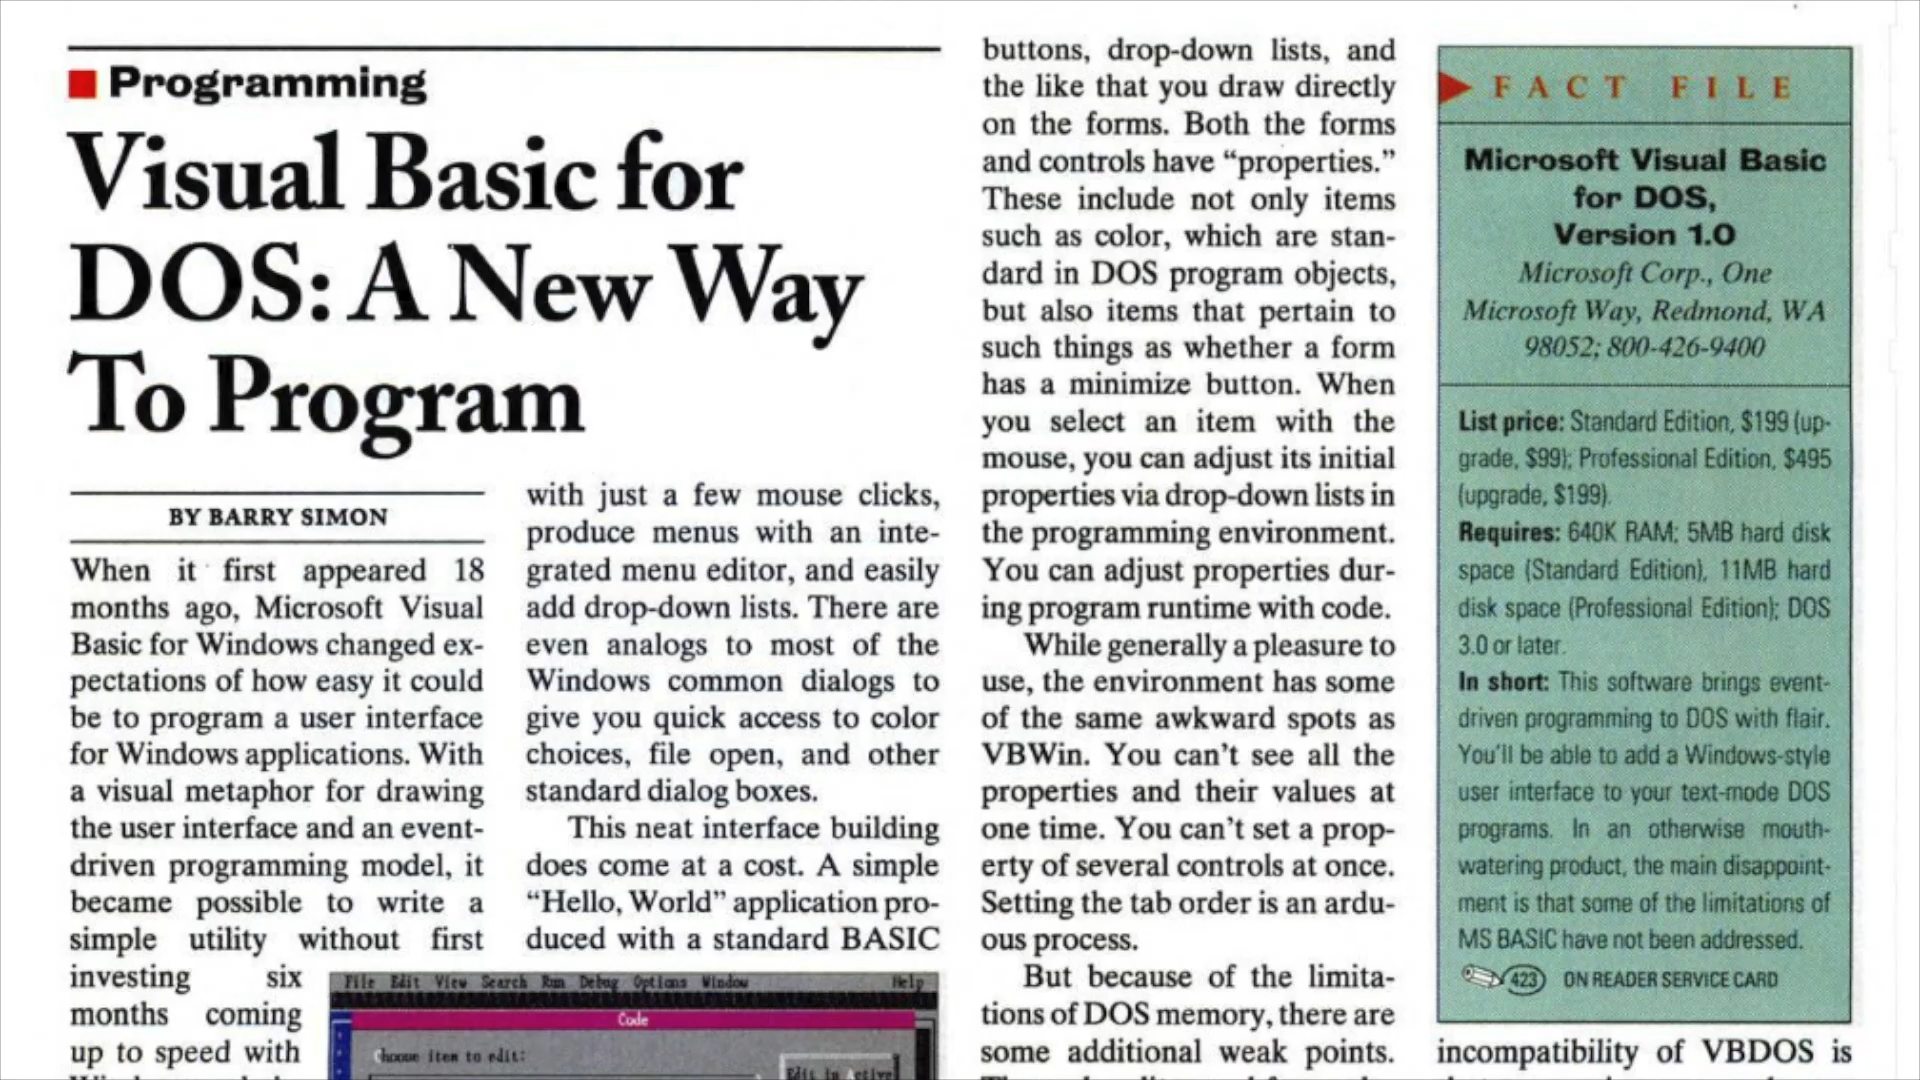 Programming
Visual Basic for
DOS: A New Way
To Program
BY BARRY SIMON
When it first appeared 18
months ago, Microsoft Visual
Basic for Windows changed ex-
pectations of how easy it could
be to program a user interface
for Windows applications. With
a visual metaphor for drawing
the user interface and an event-
driven programming model, it
became possible to write a
simple utility without first
investing six
months coming
up to speed with
with just a few mouse clicks,
produce menus with an inte-
grated menu editor, and easily
add drop-down lists. There are
even analogs to most of the
Windows common dialogs to
give you quick access to color
choices, file open, and other
standard dialog boxes.
This neat interface building
does come at a cost. A simple
“Hello, World” application pro-
duced with a standard BASIC
File Edit View Search Run Debug Options Window Help
Code
Choose item to edit:
Edit in Active
buttons, drop-down lists, and
the like that you draw directly
on the forms. Both the forms
and controls have “properties.”
These include not only items
such as color, which are stan-
dard in DOS program objects,
but also items that pertain to
such things as whether a form
has a minimize button. When
you select an item with the
mouse, you can adjust its initial
properties via drop-down lists in
the programming environment.
You can adjust properties dur-
ing program runtime with code.
While generally a pleasure to
use, the environment has some
of the same awkward spots as
VBWin. You can't see all the
properties and their values at
one time. You can't set a prop-
erty of several controls at once.
Setting the tab order is an ardu-
ous process.
But because of the limita-
tions of DOS memory, there are
some additional weak points.
FACT FILE
Microsoft Visual Basic
for DOS,
Version 1.0
Microsoft Corp., One
Microsoft Way, Redmond, WA
98052; 800-426-9400
List price: Standard Edition, $199 (up-
grade, $99); Professional Edition, $495
(upgrade, $199).
Requires: 640K RAM; 5MB hard disk
space (Standard Edition), 11MB hard
disk space (Professional Edition); DOS
3.0 or later.
In short: This software brings event-
driven programming to DOS with flair.
You'll be able to add a Windows-style
user interface to your text-mode DOS
programs. In an otherwise mouth-
watering product, the main disappoint-
ment is that some of the limitations of
MS BASIC have not been addressed.
423 ON READER SERVICE CARD
incompatibility of VBDOS is